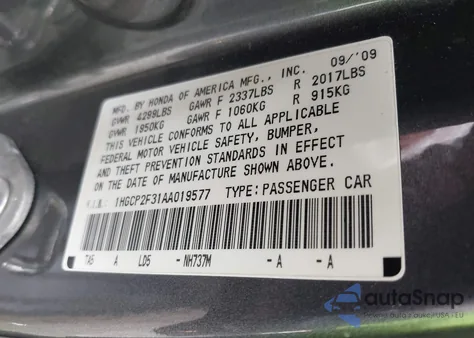 MFD. BY HONDA OF AMERICA MFG., INC. 09/'09
GVWR 4299LBS GAWR F 2337LBS R 2017LBS
GVWR 1950KG GAWR F 1060KG R 915KG
THIS VEHICLE CONFORMS TO ALL APPLICABLE
FEDERAL MOTOR VEHICLE SAFETY, BUMPER,
AND THEFT PREVENTION STANDARDS IN EFFECT
ON THE DATE OF MANUFACTURE SHOWN ABOVE.
V.I.N.: 1HGCP2F31AA019577 TYPE: PASSENGER CAR
TA5 A LD5 - NH737M - A - A
autoSnap